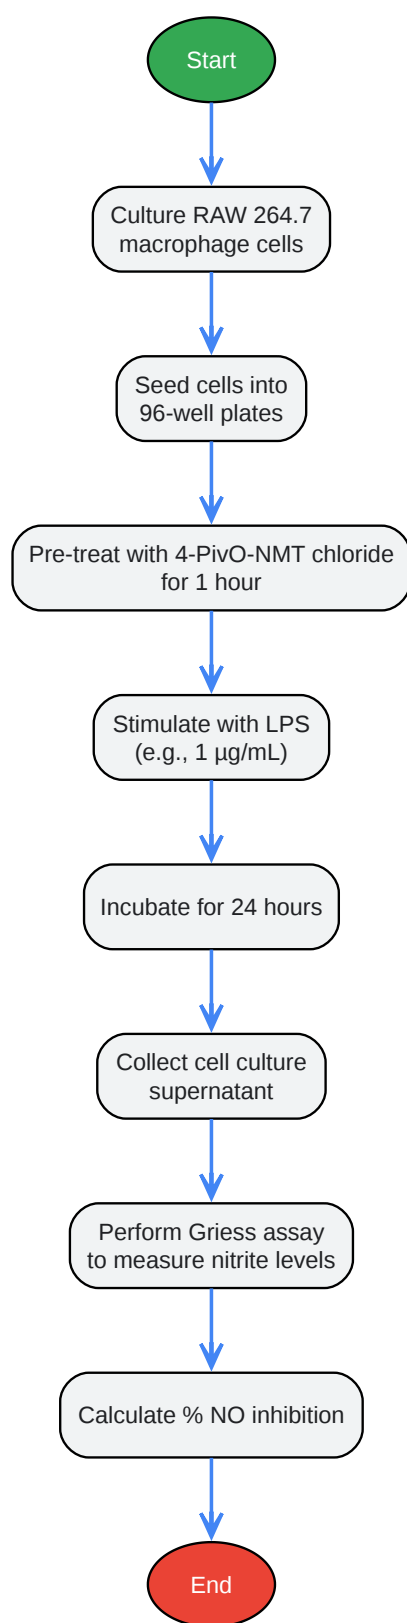 Start
Culture RAW 264.7
macrophage cells
Seed cells into
96-well plates
Pre-treat with 4-PivO-NMT chloride
for 1 hour
Stimulate with LPS
(e.g., 1 µg/mL)
Incubate for 24 hours
Collect cell culture
supernatant
Perform Griess assay
to measure nitrite levels
Calculate % NO inhibition
End